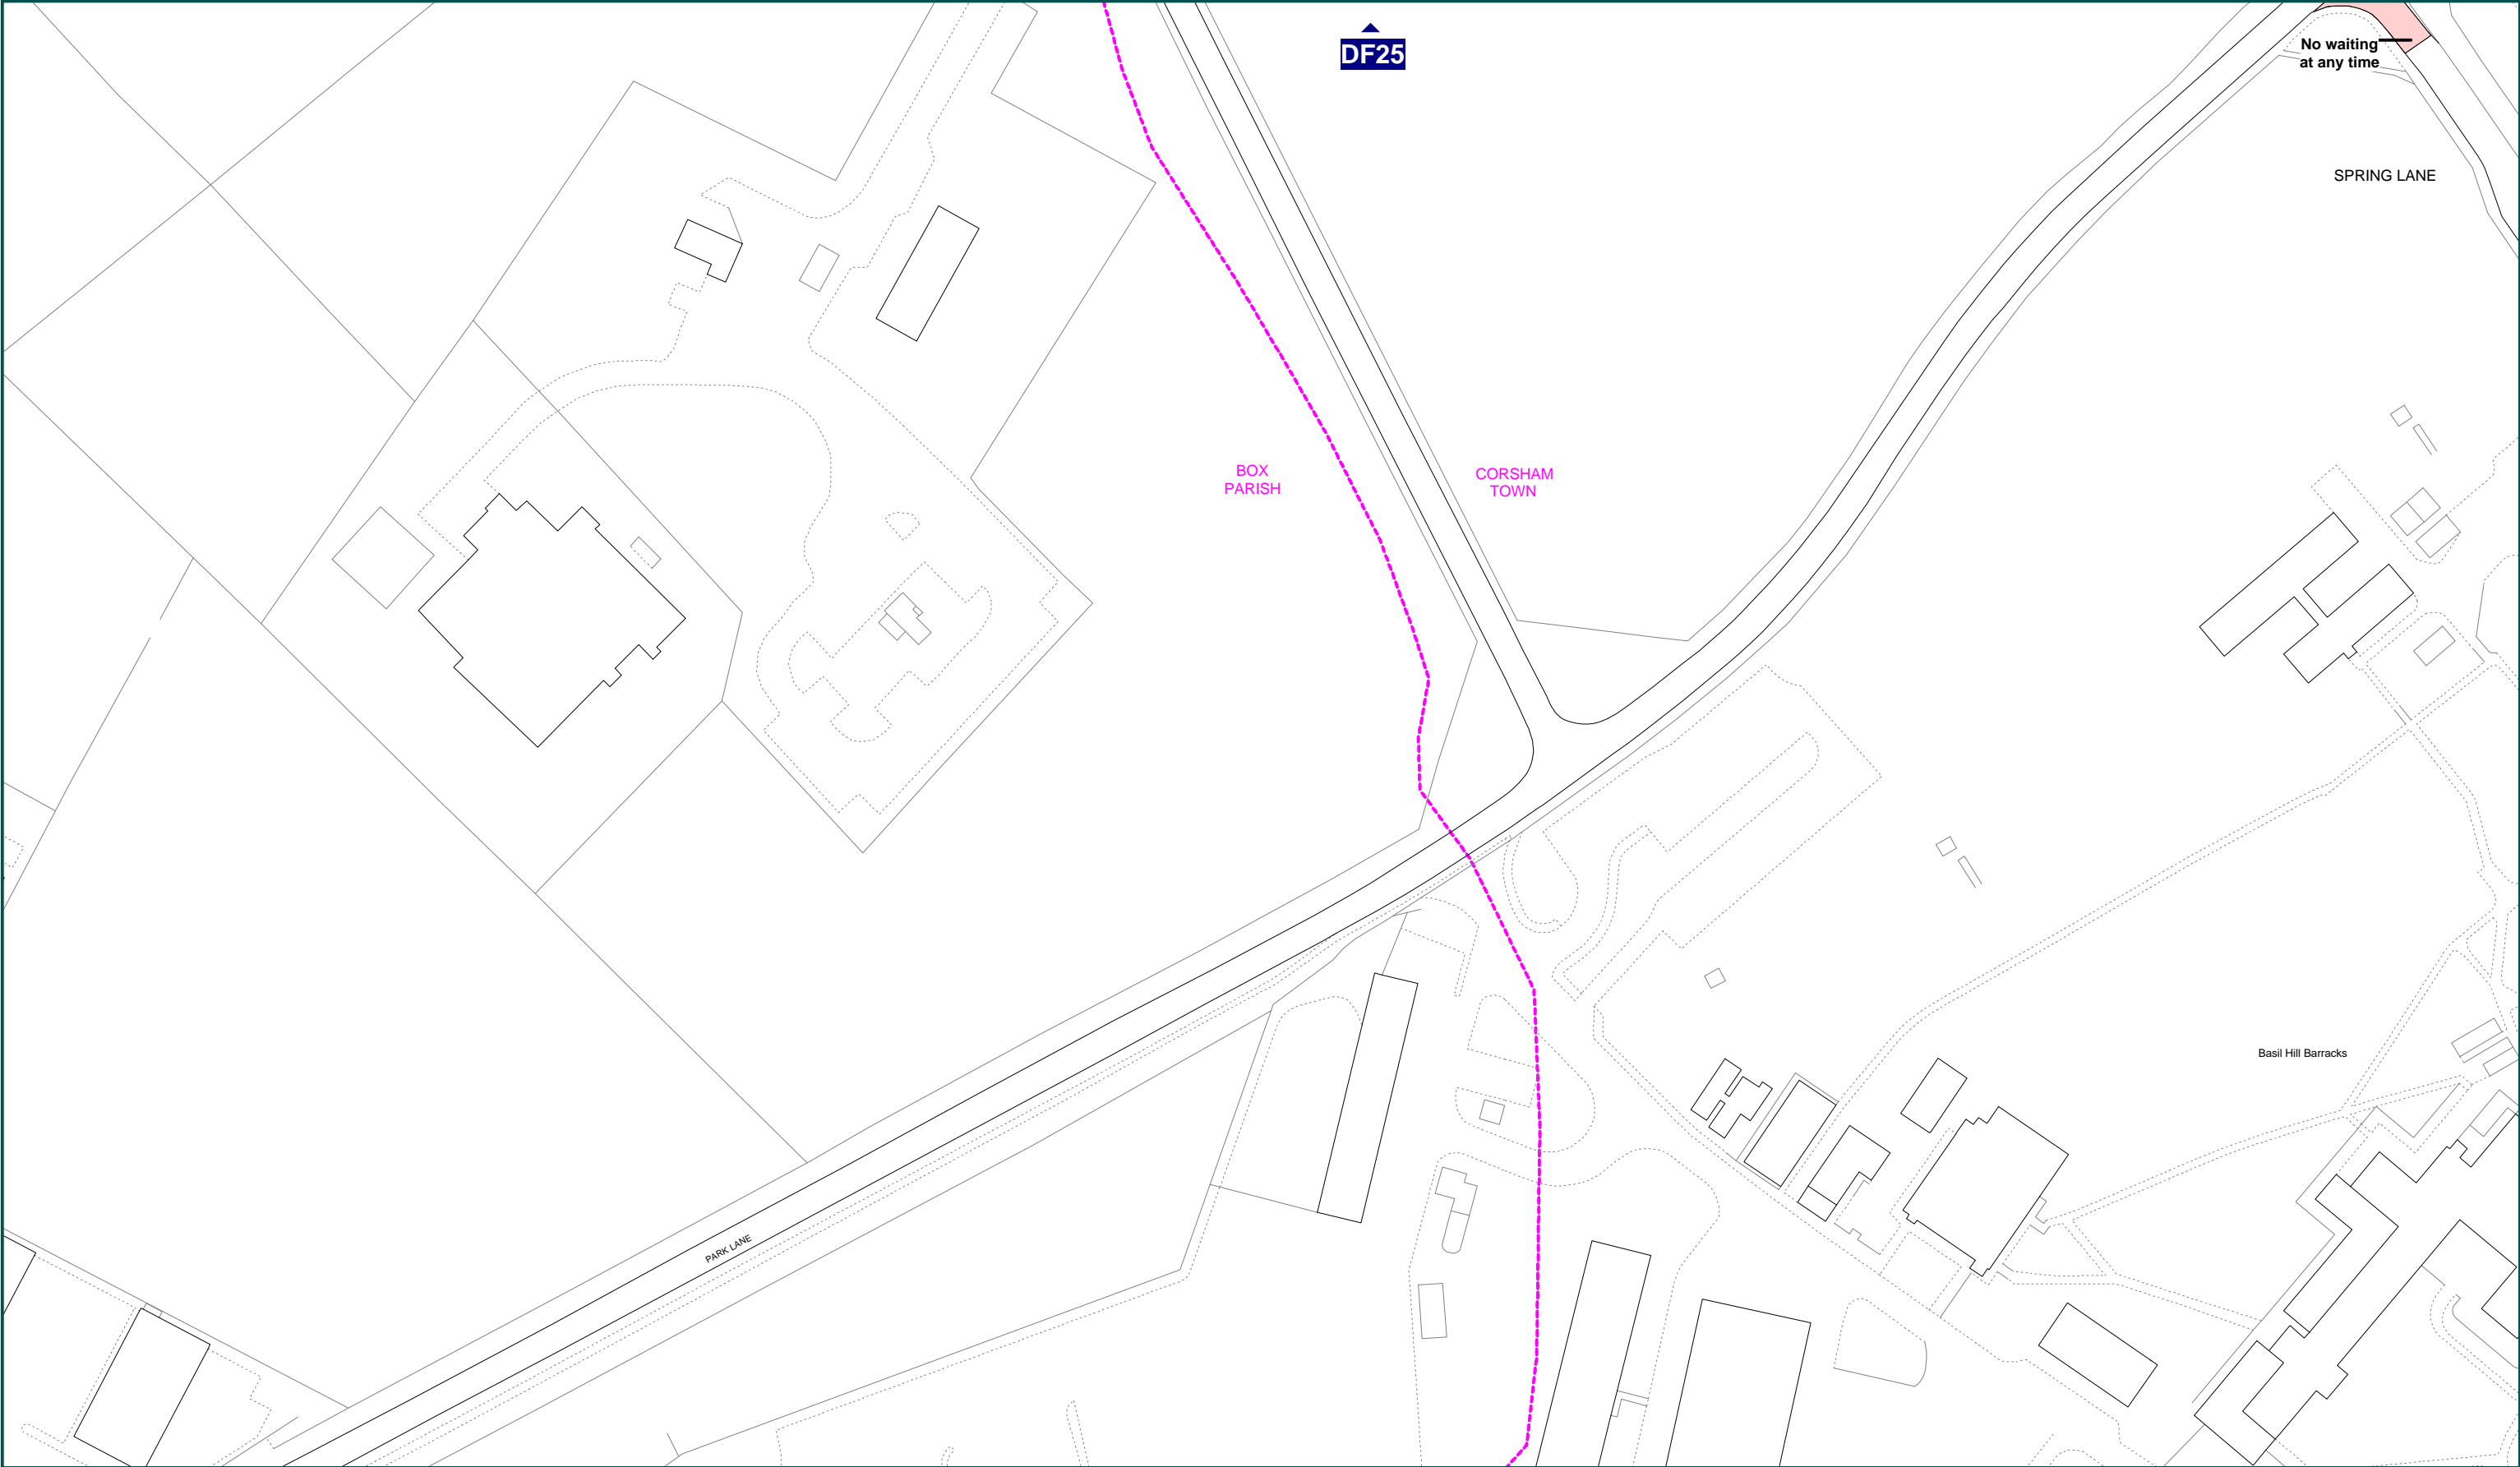 DF25
No waiting
at any time
SPRING LANE
BOX
PARISH
CORSHAM
TOWN
Basil Hill Barracks
PARK LANE